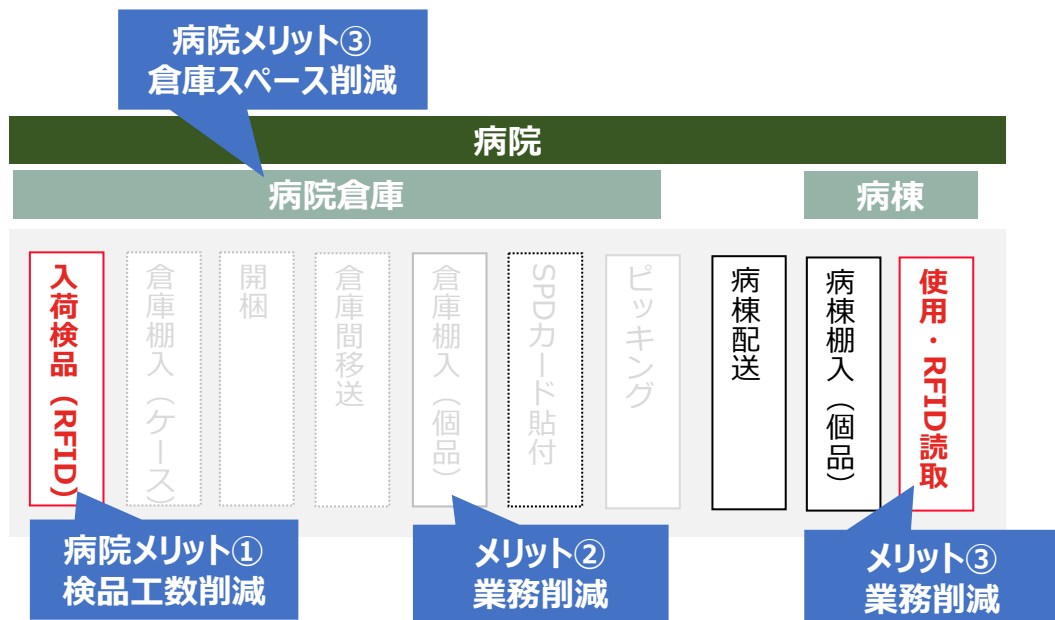 病院メリット③
倉庫スペース削減
病院
病院倉庫
病棟
入荷検品（RFID）
倉庫棚入（ケース）
開梱
倉庫間移送
倉庫棚入（個品）
SPDカード貼付
ピッキング
病棟配送
病棟棚入（個品）
使用・RFID読取
病院メリット①
検品工数削減
メリット②
業務削減
メリット③
業務削減